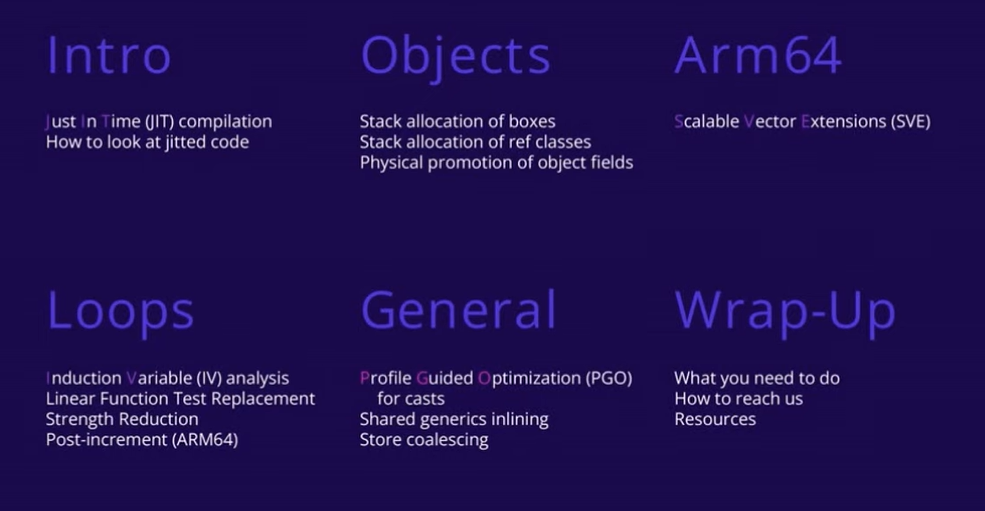 Intro
Just In Time (JIT) compilation
How to look at jitted code
Objects
Stack allocation of boxes
Stack allocation of ref classes
Physical promotion of object fields
Arm64
Scalable Vector Extensions (SVE)
Loops
Induction Variable (IV) analysis
Linear Function Test Replacement
Strength Reduction
Post-increment (ARM64)
General
Profile Guided Optimization (PGO)
for casts
Shared generics inlining
Store coalescing
Wrap-Up
What you need to do
How to reach us
Resources